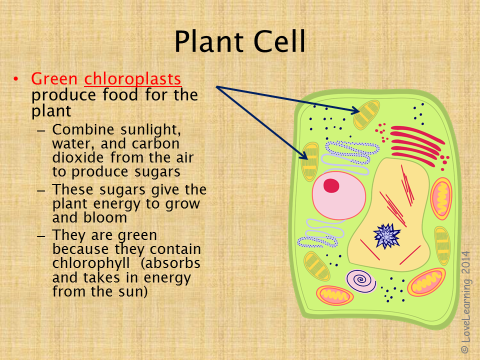 Plant Cell
• Green chloroplasts
produce food for the
plant
– Combine sunlight,
water, and carbon
dioxide from the air
to produce sugars
– These sugars give the
plant energy to grow
and bloom
– They are green
because they contain
chlorophyll (absorbs
and takes in energy
from the sun)
© LoveLearning 2014